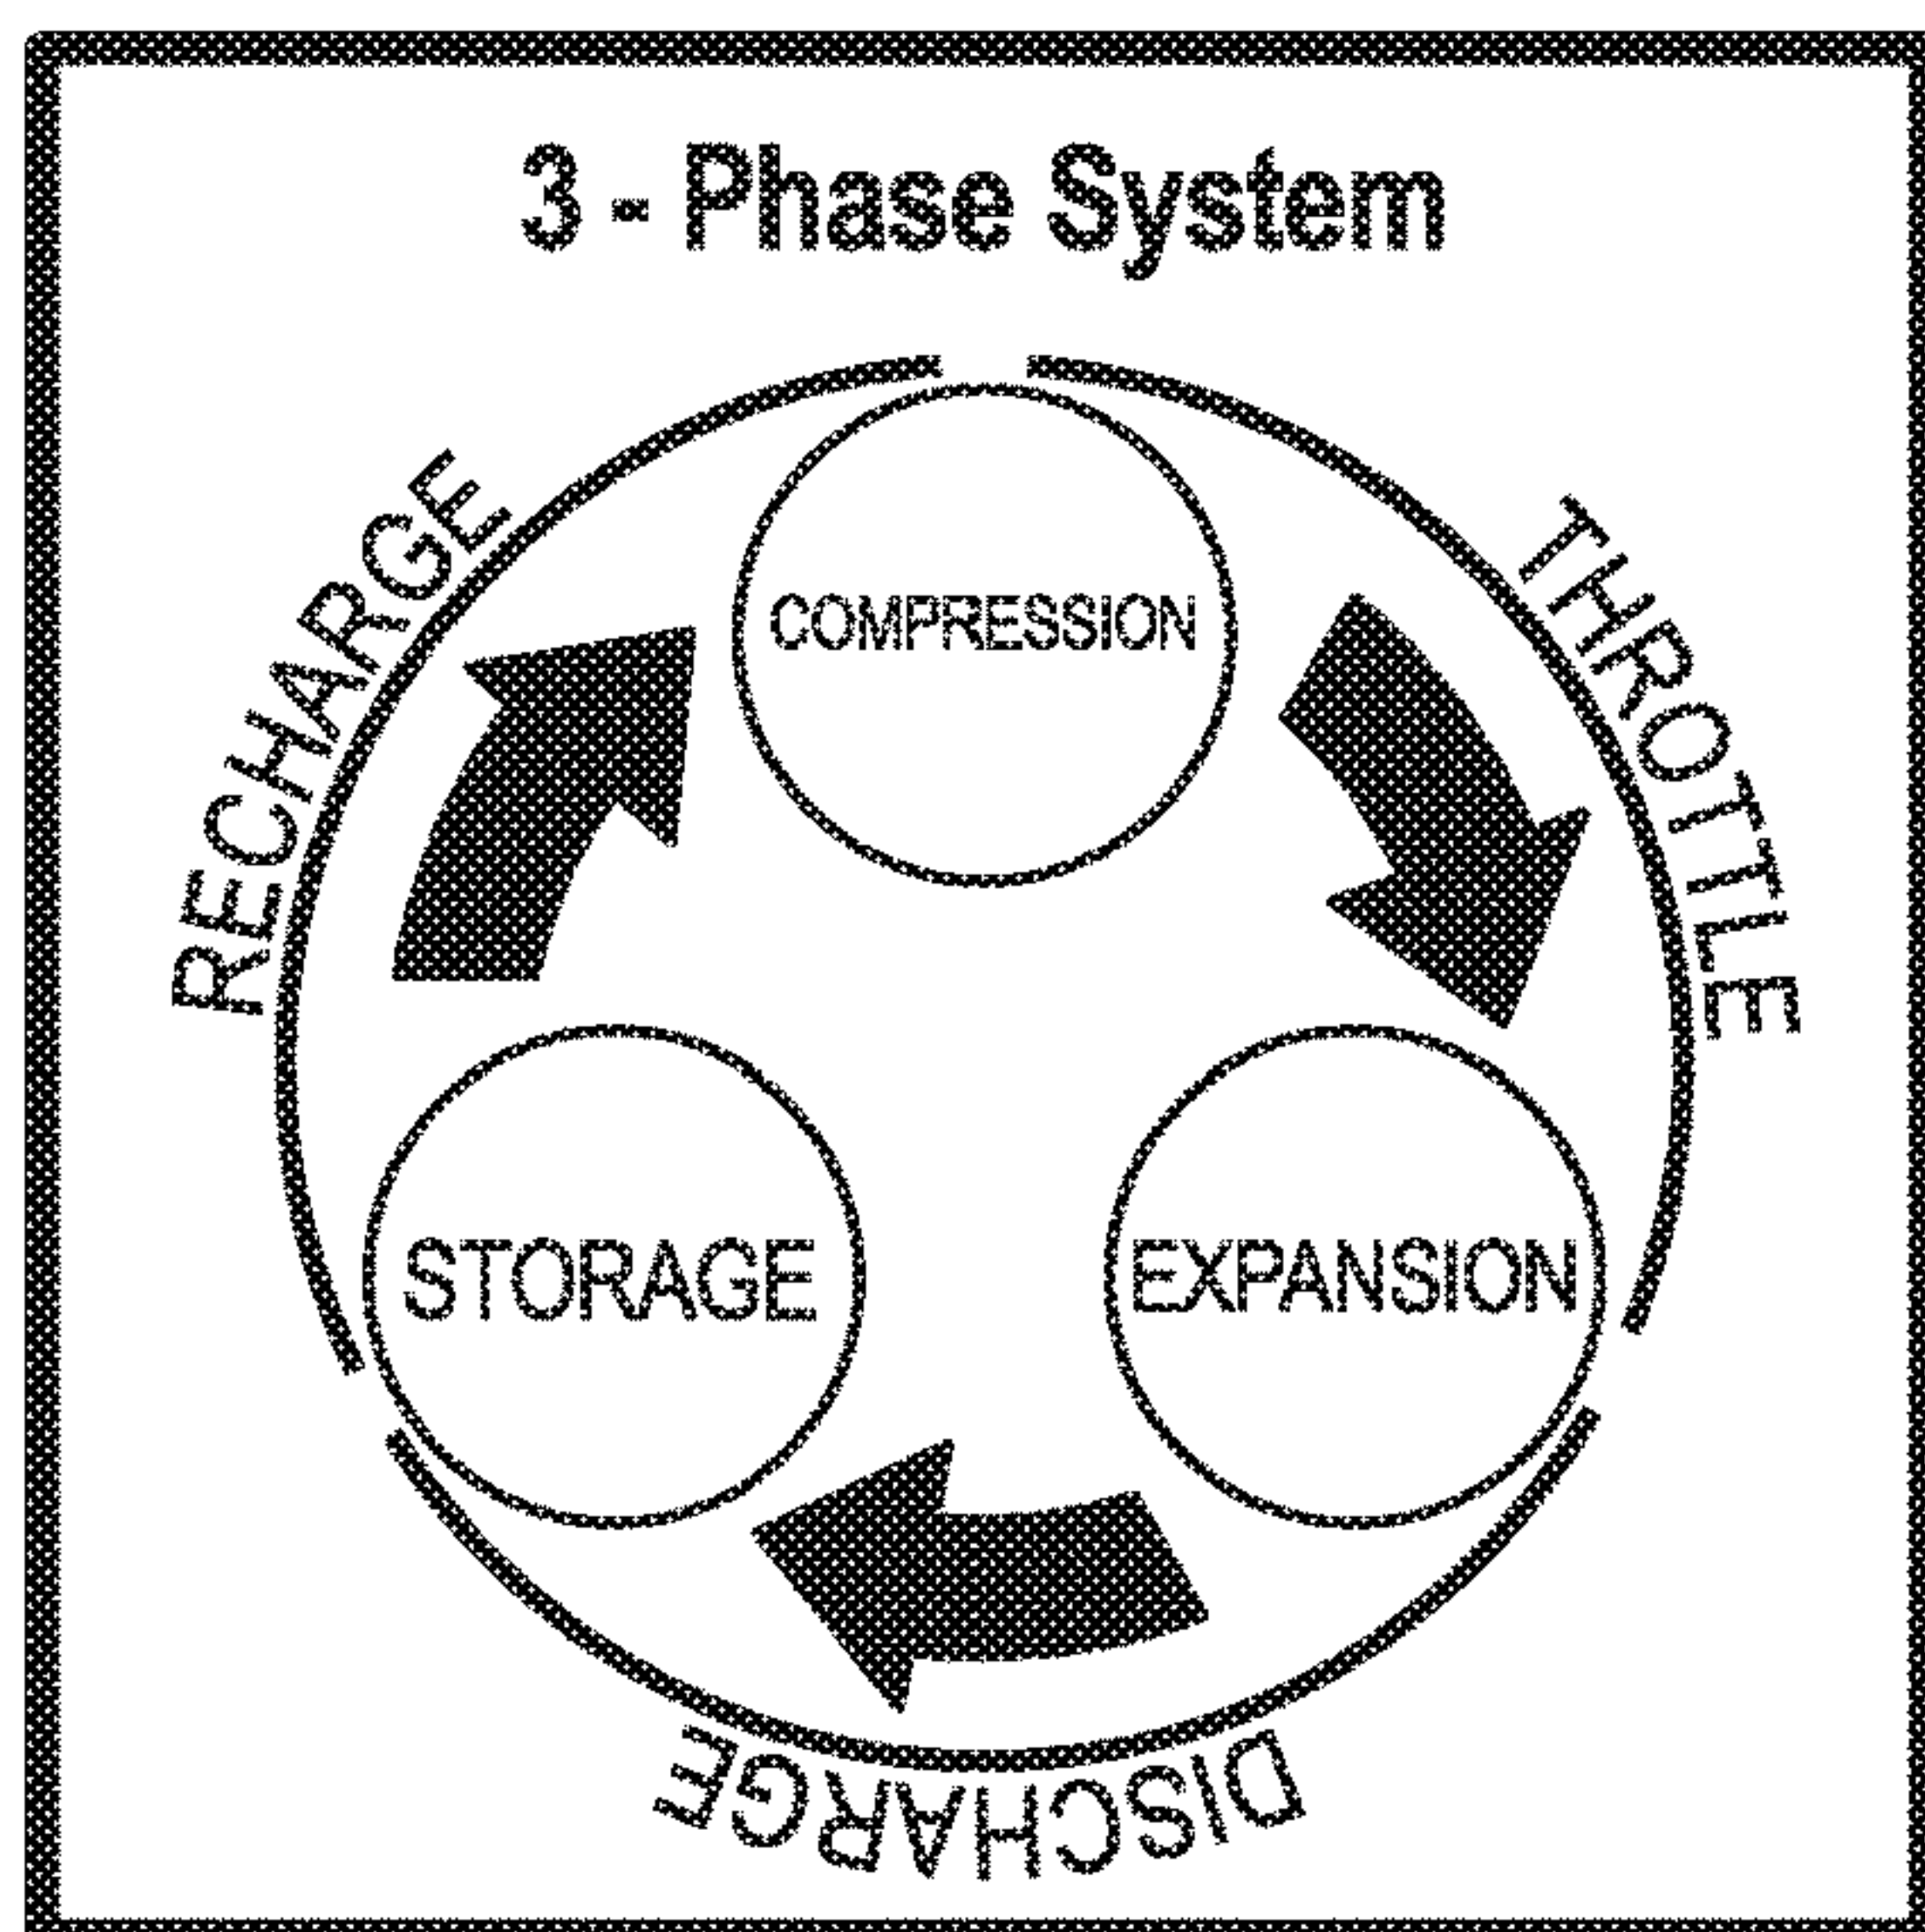 3 - Phase System
RECHARGE
THROTTLE
COMPRESSION
STORAGE
EXPANSION
DISCHARGE